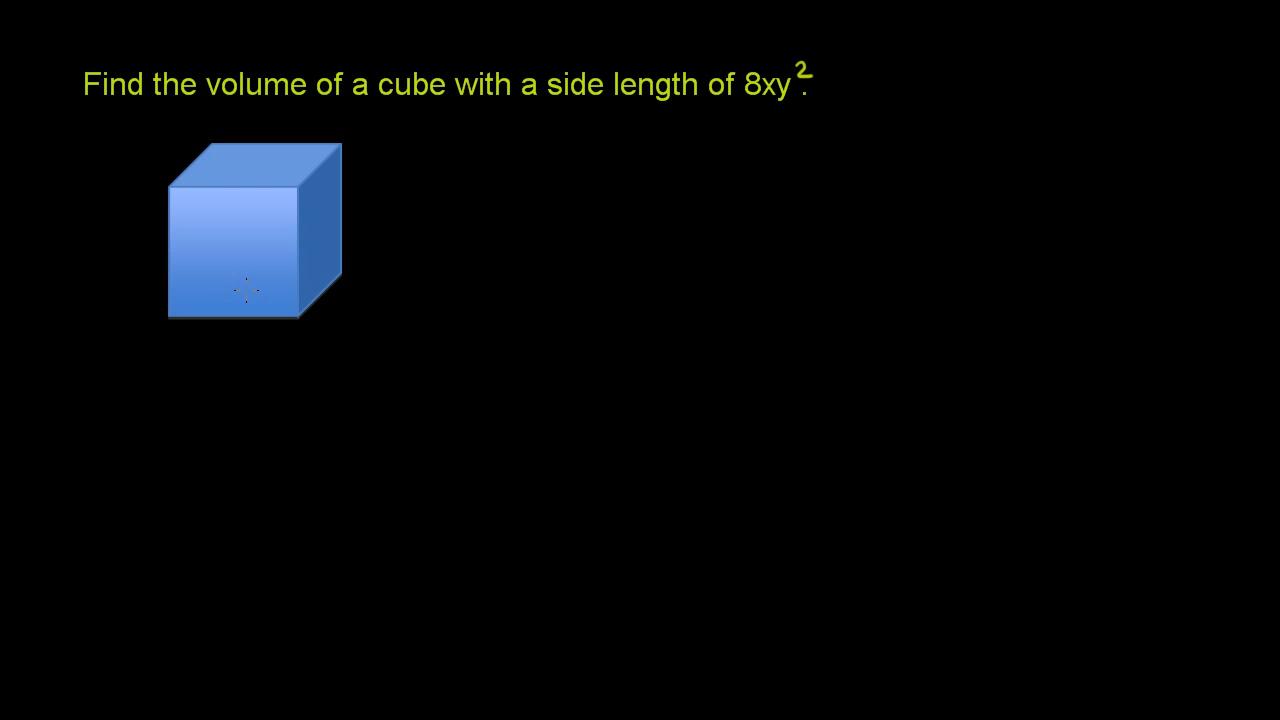 Find the volume of a cube with a side length of 8xy².